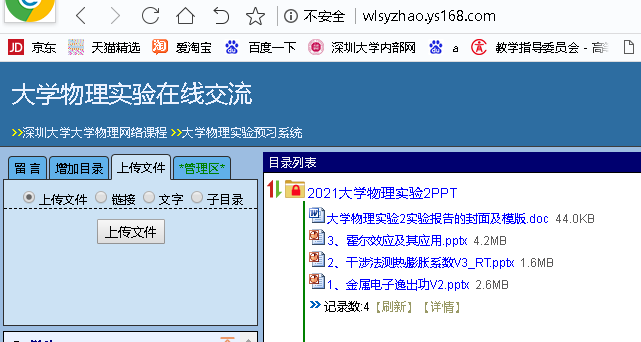 不安全 wlsyzhao.ys168.com
JD 京东 天猫精选 淘 爱淘宝 百度一下 深圳大学内部网 a 教学指导委员会 -
大学物理实验在线交流
>>深圳大学大学物理网络课程 >>大学物理实验预习系统
留言 增加目录 上传文件 *管理区*
上传文件 链接 文字 子目录
上传文件
目录列表
2021大学物理实验2PPT
大学物理实验2实验报告的封面及模版.doc 44.0KB
3、霍尔效应及其应用.pptx 4.2MB
2、干涉法测热膨胀系数V3_RT.pptx 1.6MB
1、金属电子逸出功V2.pptx 2.6MB
记录数:4 [刷新] [详情]